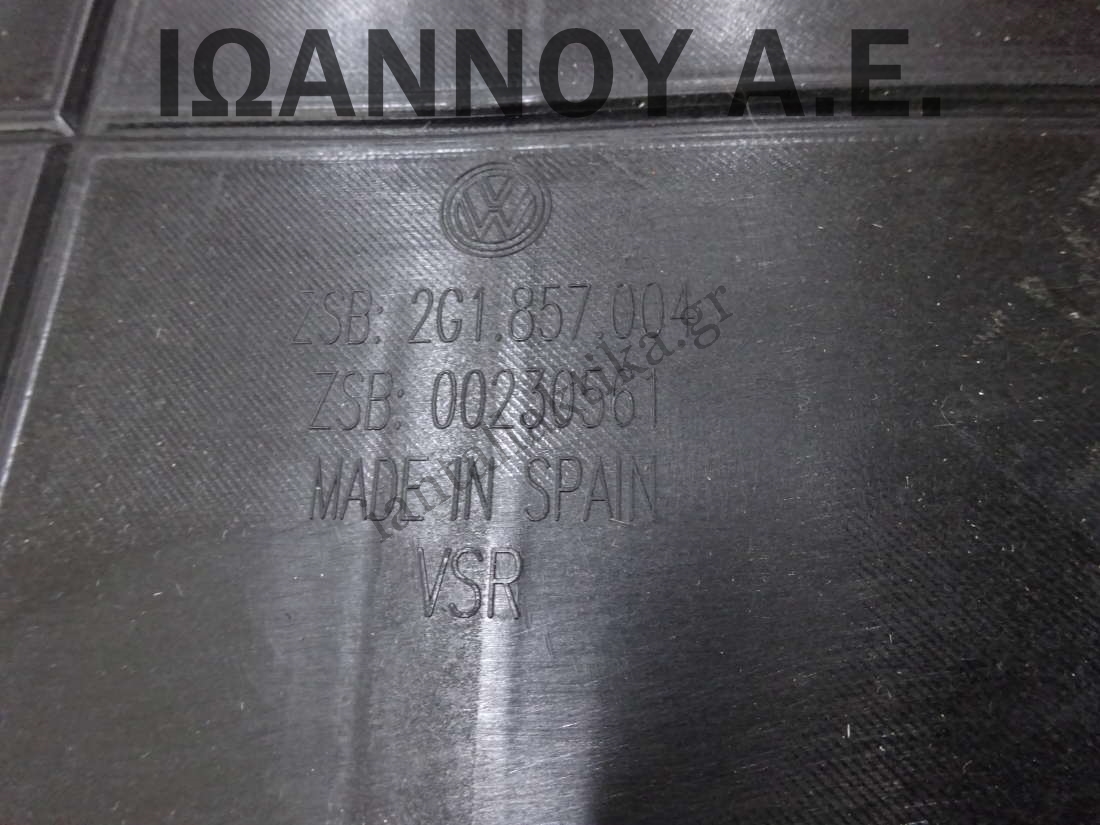 ΙΩΑΝΝΟΥ Α.Ε.
ZSB: 2G1.857.004
ZSB: 00230561
MADE IN SPAIN
VSR